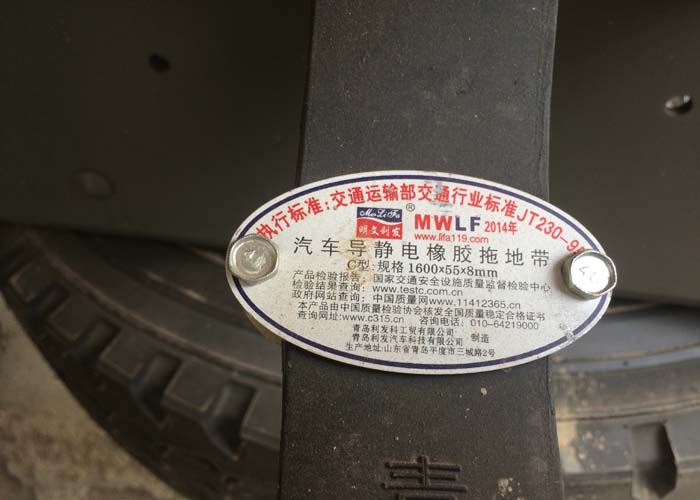 执行标准:交通运输部交通行业标准JT230-9
MoLiFa
明文利发
®
MWLF 2014年
www.lifa119.com
汽车导静电橡胶拖地带
C型:规格1600×55×8mm
产品检验报告:国家交通安全设施质量监督检验中心
检验结果查询:www.testc.com.cn
政府网站查询:中国质量网www.11412365.cn
本产品由中国质量检验协会核发全国质量稳定合格证书
查询网址:www.c315.cn 咨询电话:010-64219000
青岛利发科工贸有限公司
青岛利发汽车科技有限公司 制造
生产地址:山东省青岛平度市三城路2号
青